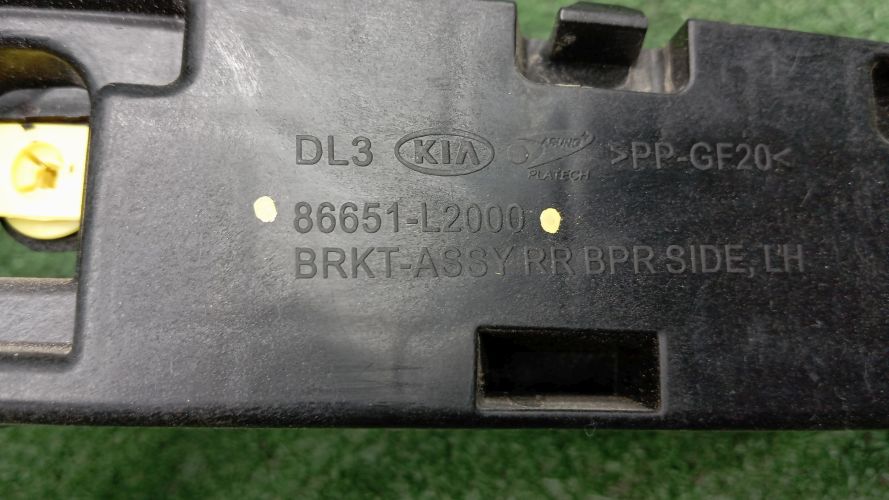 DL3 KIA PLATECH >PP-GF20<
86651-L2000
BRKT-ASSY RR BPR SIDE, LH